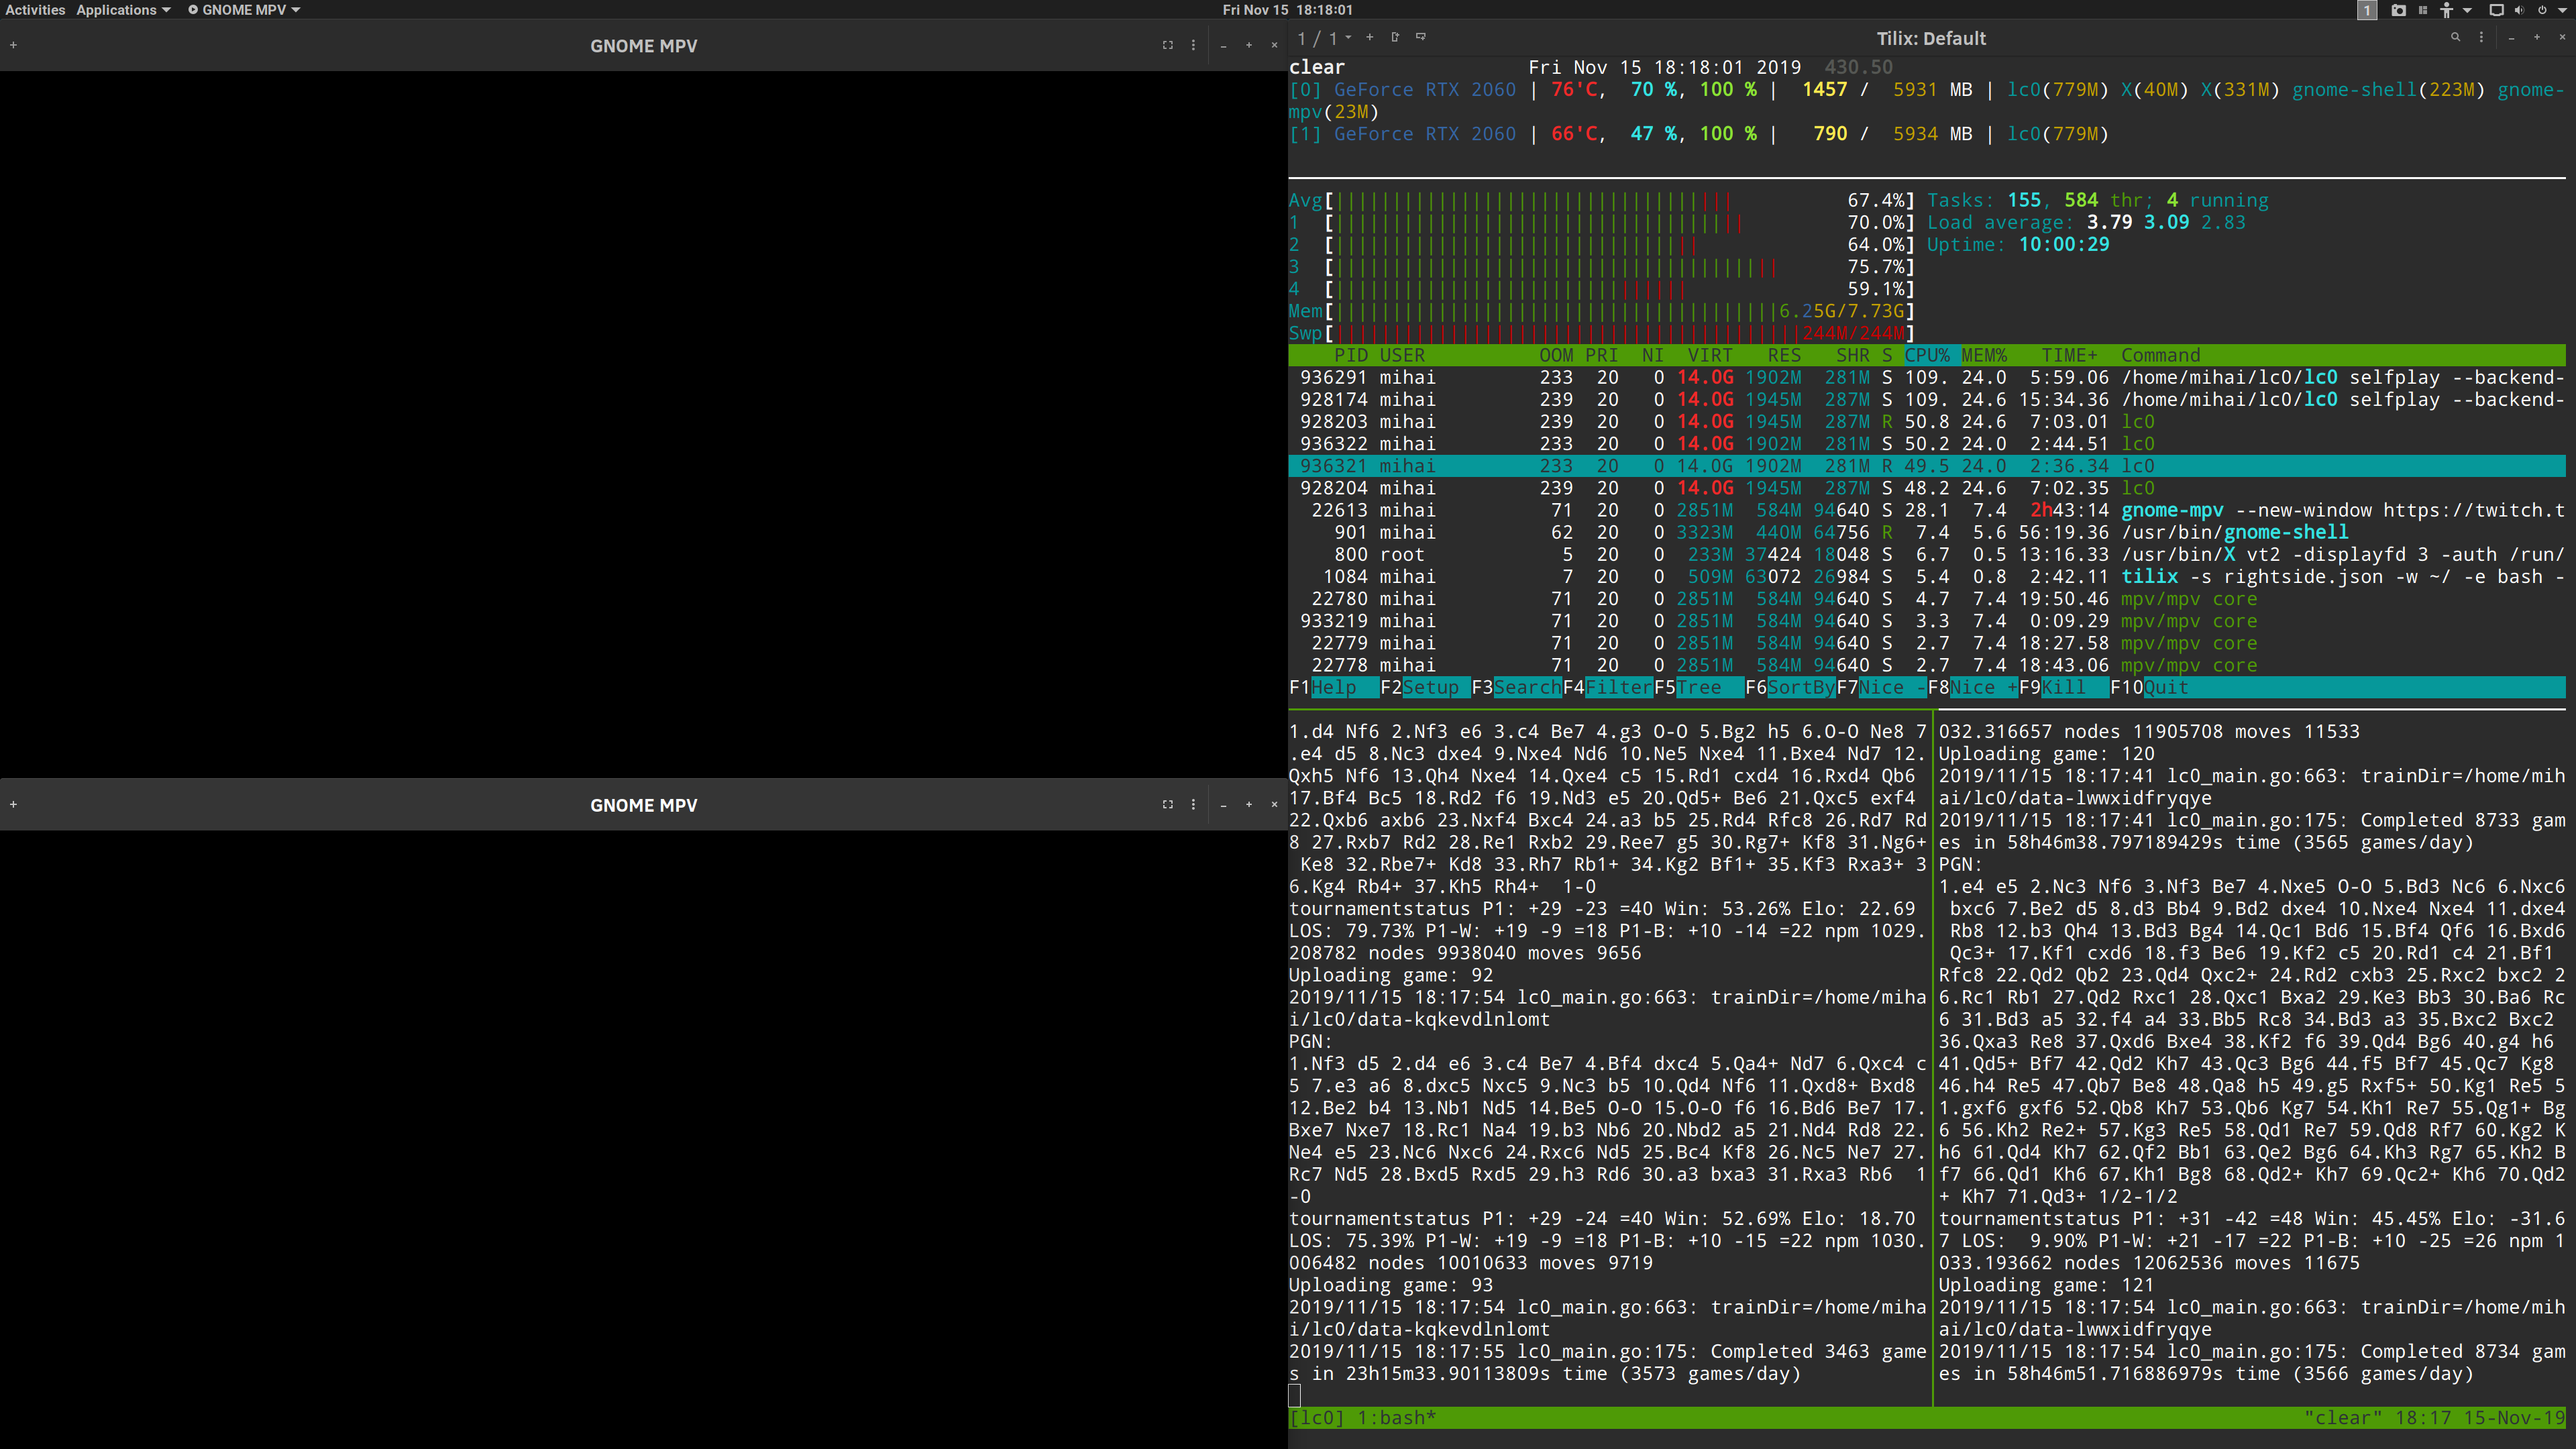 Activities Applications GNOME MPV Fri Nov 15 18:18:01 1
GNOME MPV
GNOME MPV
1 / 1 Tilix: Default
clear Fri Nov 15 18:18:01 2019 430.50
[0] GeForce RTX 2060 | 76'C, 70 %, 100 % | 1457 / 5931 MB | lc0(779M) X(40M) X(331M) gnome-shell(223M) gnome-
mpv(23M)
[1] GeForce RTX 2060 | 66'C, 47 %, 100 % | 790 / 5934 MB | lc0(779M)
Avg[ 67.4%] Tasks: 155, 584 thr; 4 running
1 [ 70.0%] Load average: 3.79 3.09 2.83
2 [ 64.0%] Uptime: 10:00:29
3 [ 75.7%]
4 [ 59.1%]
Mem[ 6.25G/7.73G]
Swp[ 244M/244M]
PID USER OOM PRI NI VIRT RES SHR S CPU% MEM% TIME+ Command
936291 mihai 233 20 0 14.0G 1902M 281M S 109. 24.0 5:59.06 /home/mihai/lc0/lc0 selfplay --backend-
928174 mihai 239 20 0 14.0G 1945M 287M S 109. 24.6 15:34.36 /home/mihai/lc0/lc0 selfplay --backend-
928203 mihai 239 20 0 14.0G 1945M 287M R 50.8 24.6 7:03.01 lc0
936322 mihai 233 20 0 14.0G 1902M 281M S 50.2 24.0 2:44.51 lc0
936321 mihai 233 20 0 14.0G 1902M 281M R 49.5 24.0 2:36.34 lc0
928204 mihai 239 20 0 14.0G 1945M 287M S 48.2 24.6 7:02.35 lc0
22613 mihai 71 20 0 2851M 584M 94640 S 28.1 7.4 2h43:14 gnome-mpv --new-window https://twitch.t
901 mihai 62 20 0 3323M 440M 64756 R 7.4 5.6 56:19.36 /usr/bin/gnome-shell
800 root 5 20 0 233M 37424 18048 S 6.7 0.5 13:16.33 /usr/bin/X vt2 -displayfd 3 -auth /run/
1084 mihai 7 20 0 509M 63072 26984 S 5.4 0.8 2:42.11 tilix -s rightside.json -w ~/ -e bash -
22780 mihai 71 20 0 2851M 584M 94640 S 4.7 7.4 19:50.46 mpv/mpv core
933219 mihai 71 20 0 2851M 584M 94640 S 3.3 7.4 0:09.29 mpv/mpv core
22779 mihai 71 20 0 2851M 584M 94640 S 2.7 7.4 18:27.58 mpv/mpv core
22778 mihai 71 20 0 2851M 584M 94640 S 2.7 7.4 18:43.06 mpv/mpv core
F1Help F2Setup F3SearchF4FilterF5Tree F6SortByF7Nice -F8Nice +F9Kill F10Quit
1.d4 Nf6 2.Nf3 e6 3.c4 Be7 4.g3 O-O 5.Bg2 h5 6.O-O Ne8 7
.e4 d5 8.Nc3 dxe4 9.Nxe4 Nd6 10.Ne5 Nxe4 11.Bxe4 Nd7 12.
Qxh5 Nf6 13.Qh4 Nxe4 14.Qxe4 c5 15.Rd1 cxd4 16.Rxd4 Qb6
17.Bf4 Bc5 18.Rd2 f6 19.Nd3 e5 20.Qd5+ Be6 21.Qxc5 exf4
22.Qxb6 axb6 23.Nxf4 Bxc4 24.a3 b5 25.Rd4 Rfc8 26.Rd7 Rd
8 27.Rxb7 Rd2 28.Re1 Rxb2 29.Ree7 g5 30.Rg7+ Kf8 31.Ng6+
Ke8 32.Rbe7+ Kd8 33.Rh7 Rb1+ 34.Kg2 Bf1+ 35.Kf3 Rxa3+ 3
6.Kg4 Rb4+ 37.Kh5 Rh4+ 1-0
tournamentstatus P1: +29 -23 =40 Win: 53.26% Elo: 22.69
LOS: 79.73% P1-W: +19 -9 =18 P1-B: +10 -14 =22 npm 1029.
208782 nodes 9938040 moves 9656
Uploading game: 92
2019/11/15 18:17:54 lc0_main.go:663: trainDir=/home/miha
i/lc0/data-kqkevdlnlomt
PGN:
1.Nf3 d5 2.d4 e6 3.c4 Be7 4.Bf4 dxc4 5.Qa4+ Nd7 6.Qxc4 c
5 7.e3 a6 8.dxc5 Nxc5 9.Nc3 b5 10.Qd4 Nf6 11.Qxd8+ Bxd8
12.Be2 b4 13.Nb1 Nd5 14.Be5 O-O 15.O-O f6 16.Bd6 Be7 17.
Bxe7 Nxe7 18.Rc1 Na4 19.b3 Nb6 20.Nbd2 a5 21.Nd4 Rd8 22.
Ne4 e5 23.Nc6 Nxc6 24.Rxc6 Nd5 25.Bc4 Kf8 26.Nc5 Ne7 27.
Rc7 Nd5 28.Bxd5 Rxd5 29.h3 Rd6 30.a3 bxa3 31.Rxa3 Rb6 1
-0
tournamentstatus P1: +29 -24 =40 Win: 52.69% Elo: 18.70
LOS: 75.39% P1-W: +19 -9 =18 P1-B: +10 -15 =22 npm 1030.
006482 nodes 10010633 moves 9719
Uploading game: 93
2019/11/15 18:17:54 lc0_main.go:663: trainDir=/home/miha
i/lc0/data-kqkevdlnlomt
2019/11/15 18:17:55 lc0_main.go:175: Completed 3463 game
s in 23h15m33.90113809s time (3573 games/day)
032.316657 nodes 11905708 moves 11533
Uploading game: 120
2019/11/15 18:17:41 lc0_main.go:663: trainDir=/home/mih
ai/lc0/data-lwwxidfryqye
2019/11/15 18:17:41 lc0_main.go:175: Completed 8733 gam
es in 58h46m38.797189429s time (3565 games/day)
PGN:
1.e4 e5 2.Nc3 Nf6 3.Nf3 Be7 4.Nxe5 O-O 5.Bd3 Nc6 6.Nxc6
bxc6 7.Be2 d5 8.d3 Bb4 9.Bd2 dxe4 10.Nxe4 Nxe4 11.dxe4
Rb8 12.b3 Qh4 13.Bd3 Bg4 14.Qc1 Bd6 15.Bf4 Qf6 16.Bxd6
Qc3+ 17.Kf1 cxd6 18.f3 Be6 19.Kf2 c5 20.Rd1 c4 21.Bf1
Rfc8 22.Qd2 Qb2 23.Qd4 Qxc2+ 24.Rd2 cxb3 25.Rxc2 bxc2 2
6.Rc1 Rb1 27.Qd2 Rxc1 28.Qxc1 Bxa2 29.Ke3 Bb3 30.Ba6 Rc
6 31.Bd3 a5 32.f4 a4 33.Bb5 Rc8 34.Bd3 a3 35.Bxc2 Bxc2
36.Qxa3 Re8 37.Qxd6 Bxe4 38.Kf2 f6 39.Qd4 Bg6 40.g4 h6
41.Qd5+ Bf7 42.Qd2 Kh7 43.Qc3 Bg6 44.f5 Bf7 45.Qc7 Kg8
46.h4 Re5 47.Qb7 Be8 48.Qa8 h5 49.g5 Rxf5+ 50.Kg1 Re5 5
1.gxf6 gxf6 52.Qb8 Kh7 53.Qb6 Kg7 54.Kh1 Re7 55.Qg1+ Bg
6 56.Kh2 Re2+ 57.Kg3 Re5 58.Qd1 Re7 59.Qd8 Rf7 60.Kg2 K
h6 61.Qd4 Kh7 62.Qf2 Bb1 63.Qe2 Bg6 64.Kh3 Rg7 65.Kh2 B
f7 66.Qd1 Kh6 67.Kh1 Bg8 68.Qd2+ Kh7 69.Qc2+ Kh6 70.Qd2
+ Kh7 71.Qd3+ 1/2-1/2
tournamentstatus P1: +31 -42 =48 Win: 45.45% Elo: -31.6
7 LOS: 9.90% P1-W: +21 -17 =22 P1-B: +10 -25 =26 npm 1
033.193662 nodes 12062536 moves 11675
Uploading game: 121
2019/11/15 18:17:54 lc0_main.go:663: trainDir=/home/mih
ai/lc0/data-lwwxidfryqye
2019/11/15 18:17:54 lc0_main.go:175: Completed 8734 gam
es in 58h46m51.716886979s time (3566 games/day)
[lc0] 1:bash* "clear" 18:17 15-Nov-19